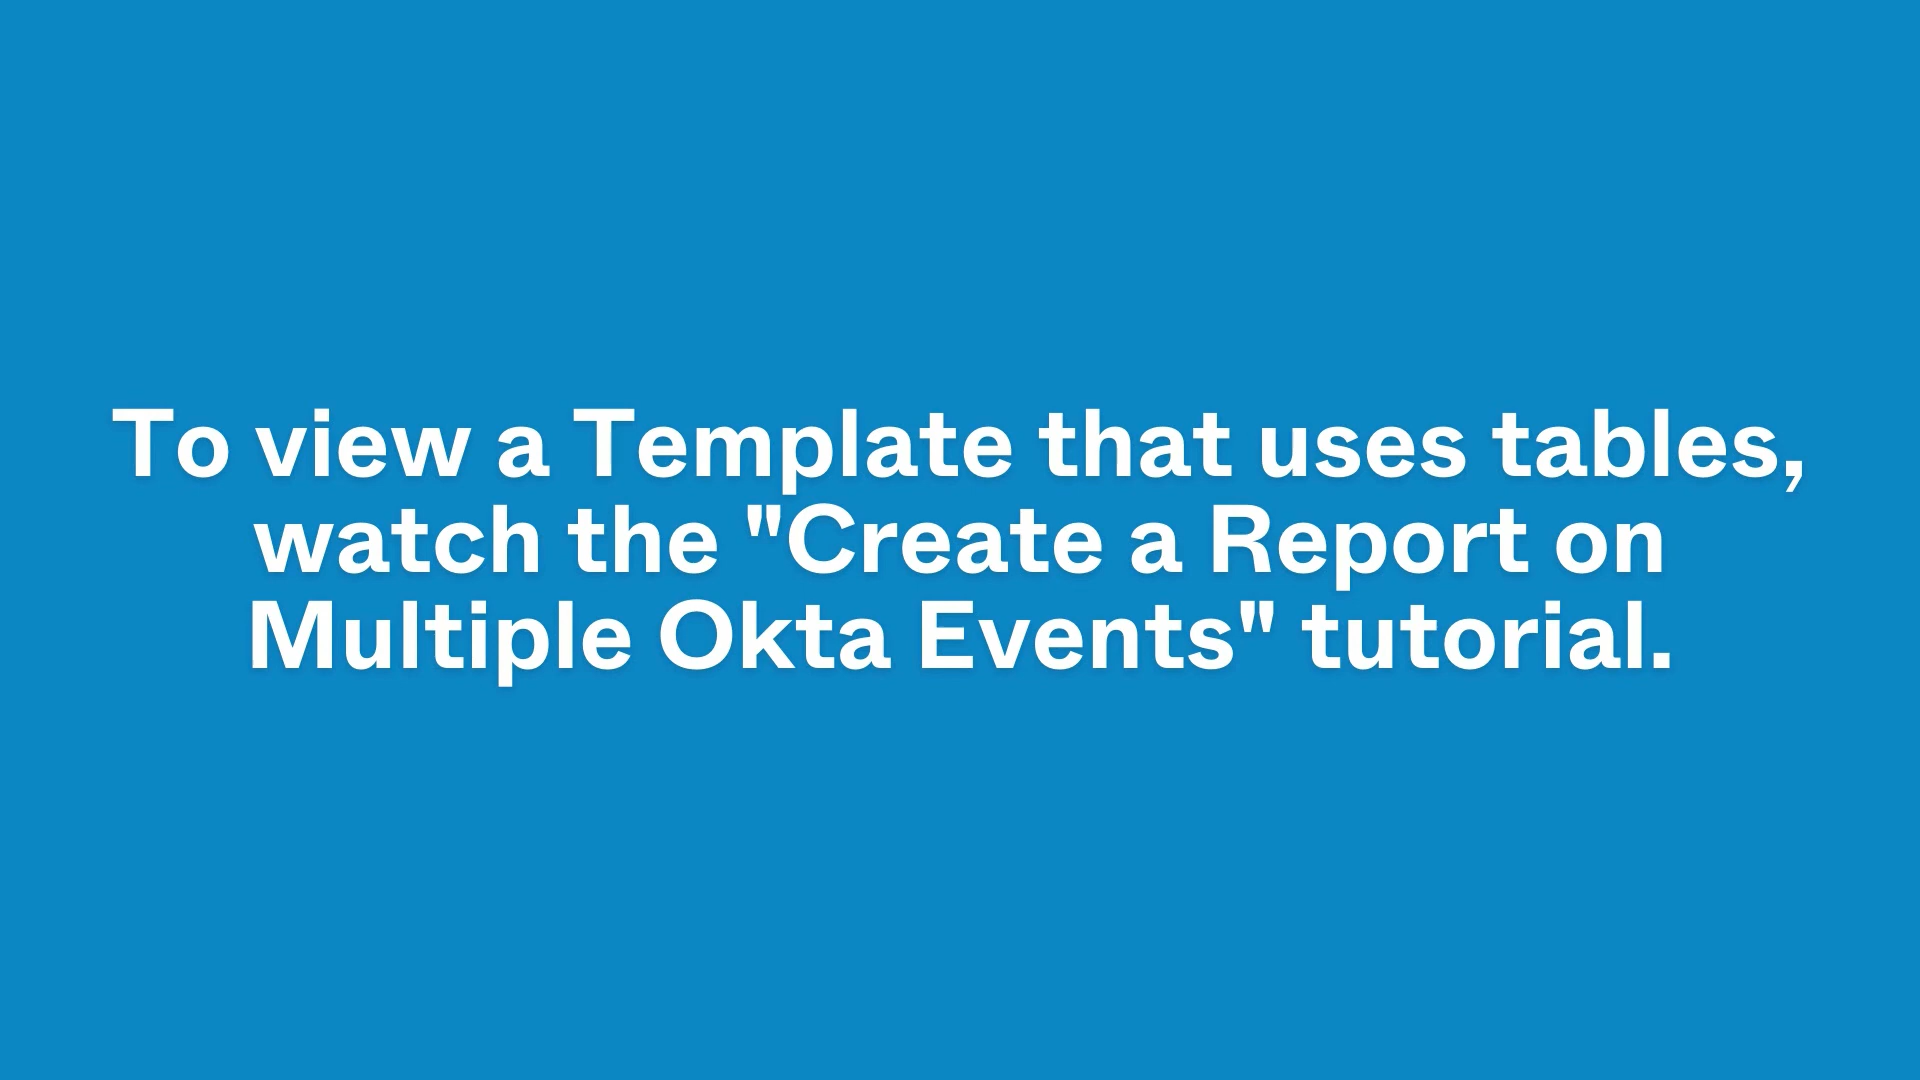 To view a Template that uses tables,
watch the "Create a Report on
Multiple Okta Events" tutorial.